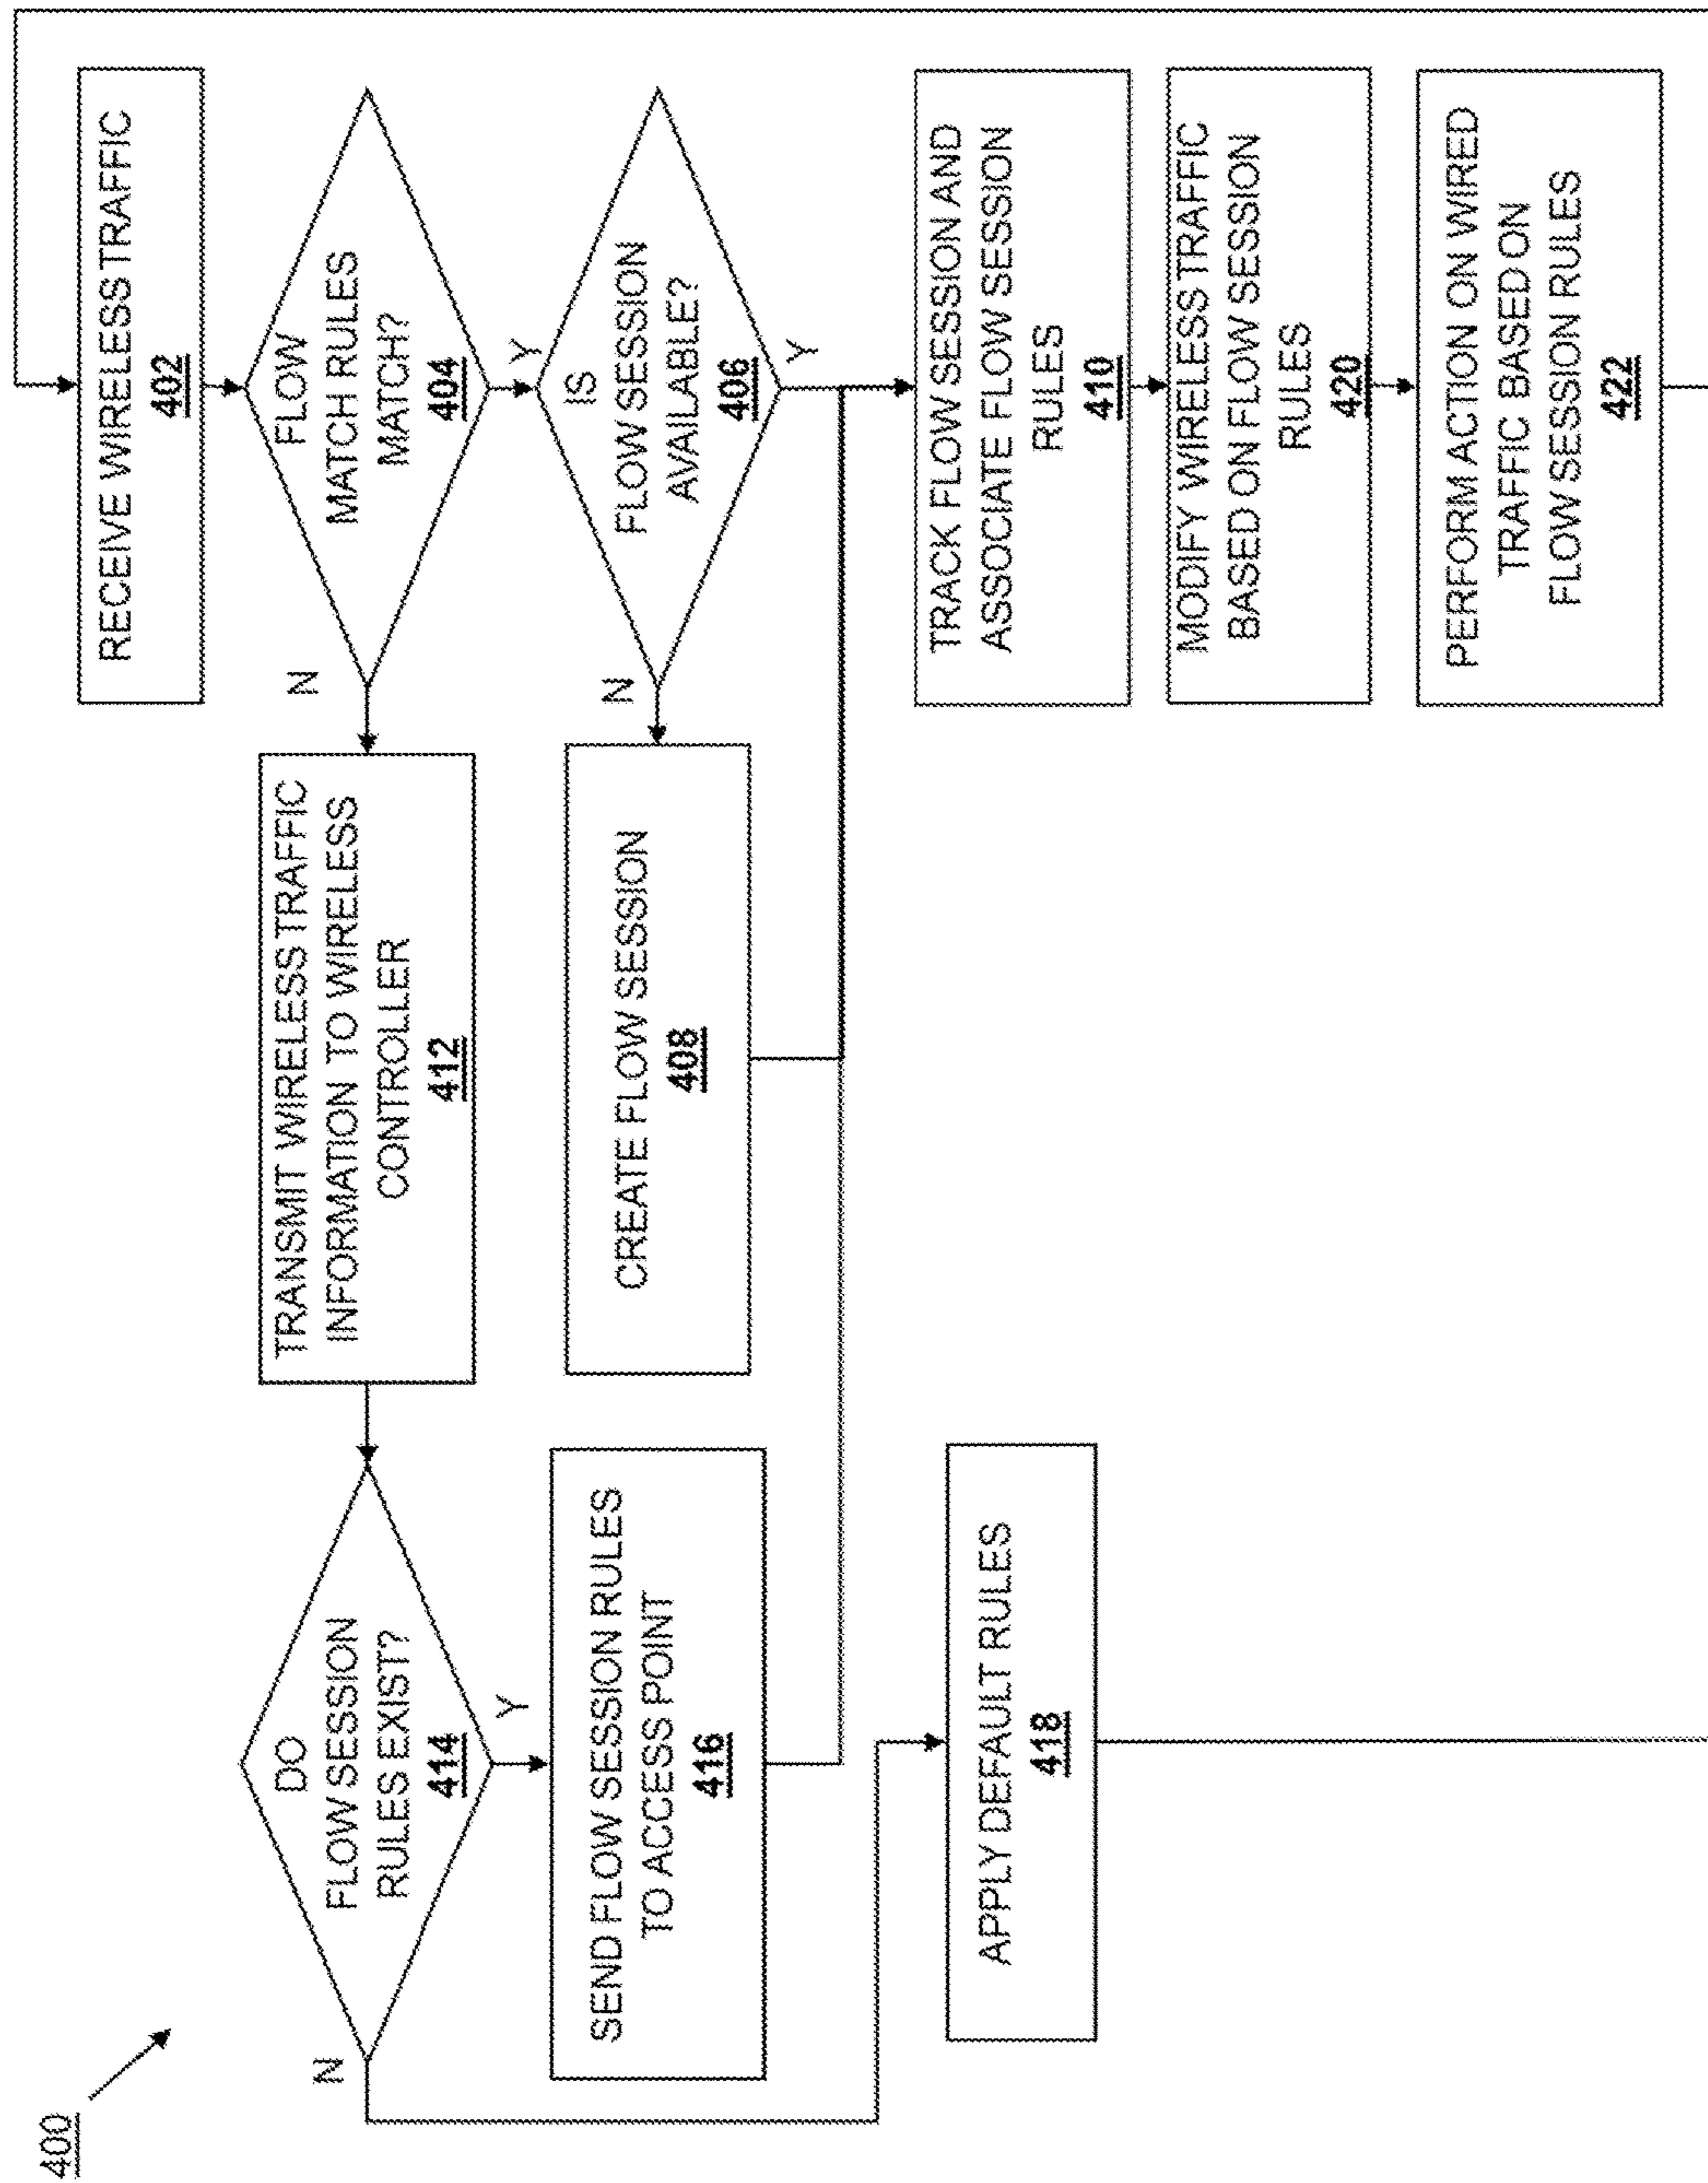 400
RECEIVE WIRELESS TRAFFIC
402
FLOW
MATCH RULES
MATCH?
404
N
Y
TRANSMIT WIRELESS TRAFFIC
INFORMATION TO WIRELESS
CONTROLLER
412
DO
FLOW SESSION
RULES EXIST?
414
N
Y
IS
FLOW SESSION
AVAILABLE?
406
N
Y
CREATE FLOW SESSION
408
SEND FLOW SESSION RULES
TO ACCESS POINT
416
TRACK FLOW SESSION AND
ASSOCIATE FLOW SESSION
RULES
410
APPLY DEFAULT RULES
418
MODIFY WIRELESS TRAFFIC
BASED ON FLOW SESSION
RULES
420
PERFORM ACTION ON WIRED
TRAFFIC BASED ON
FLOW SESSION RULES
422